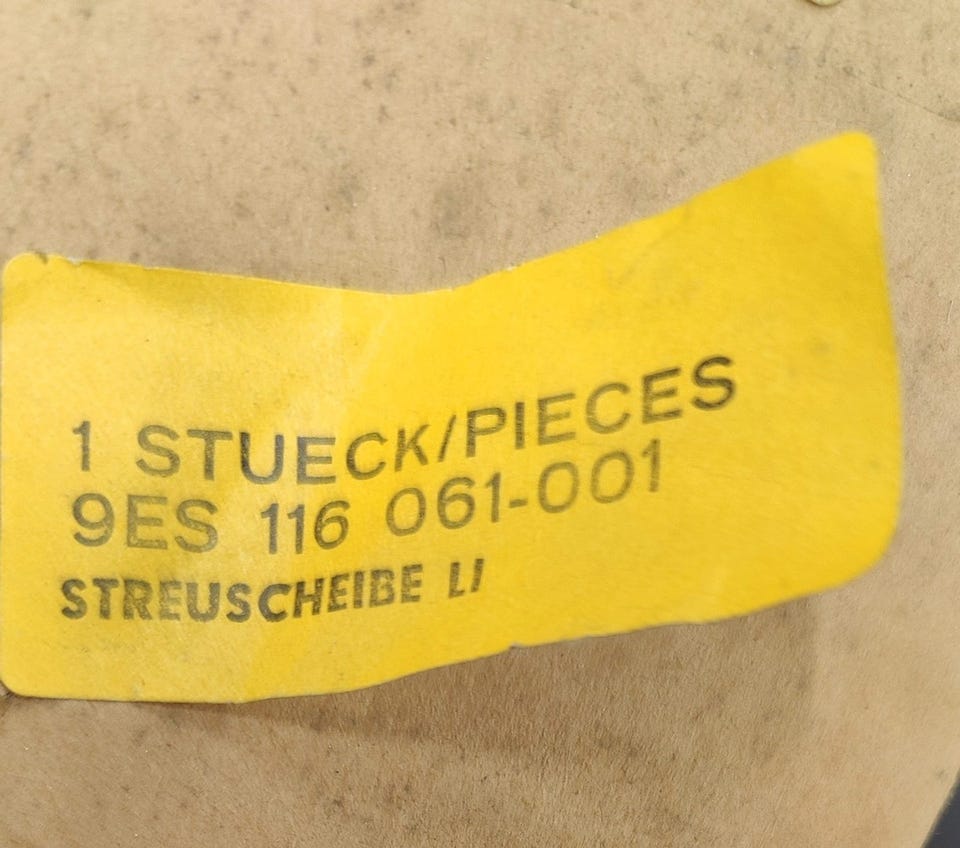 1 STUECK/PIECES
9ES 116 061-001
STREUSCHEIBE LI